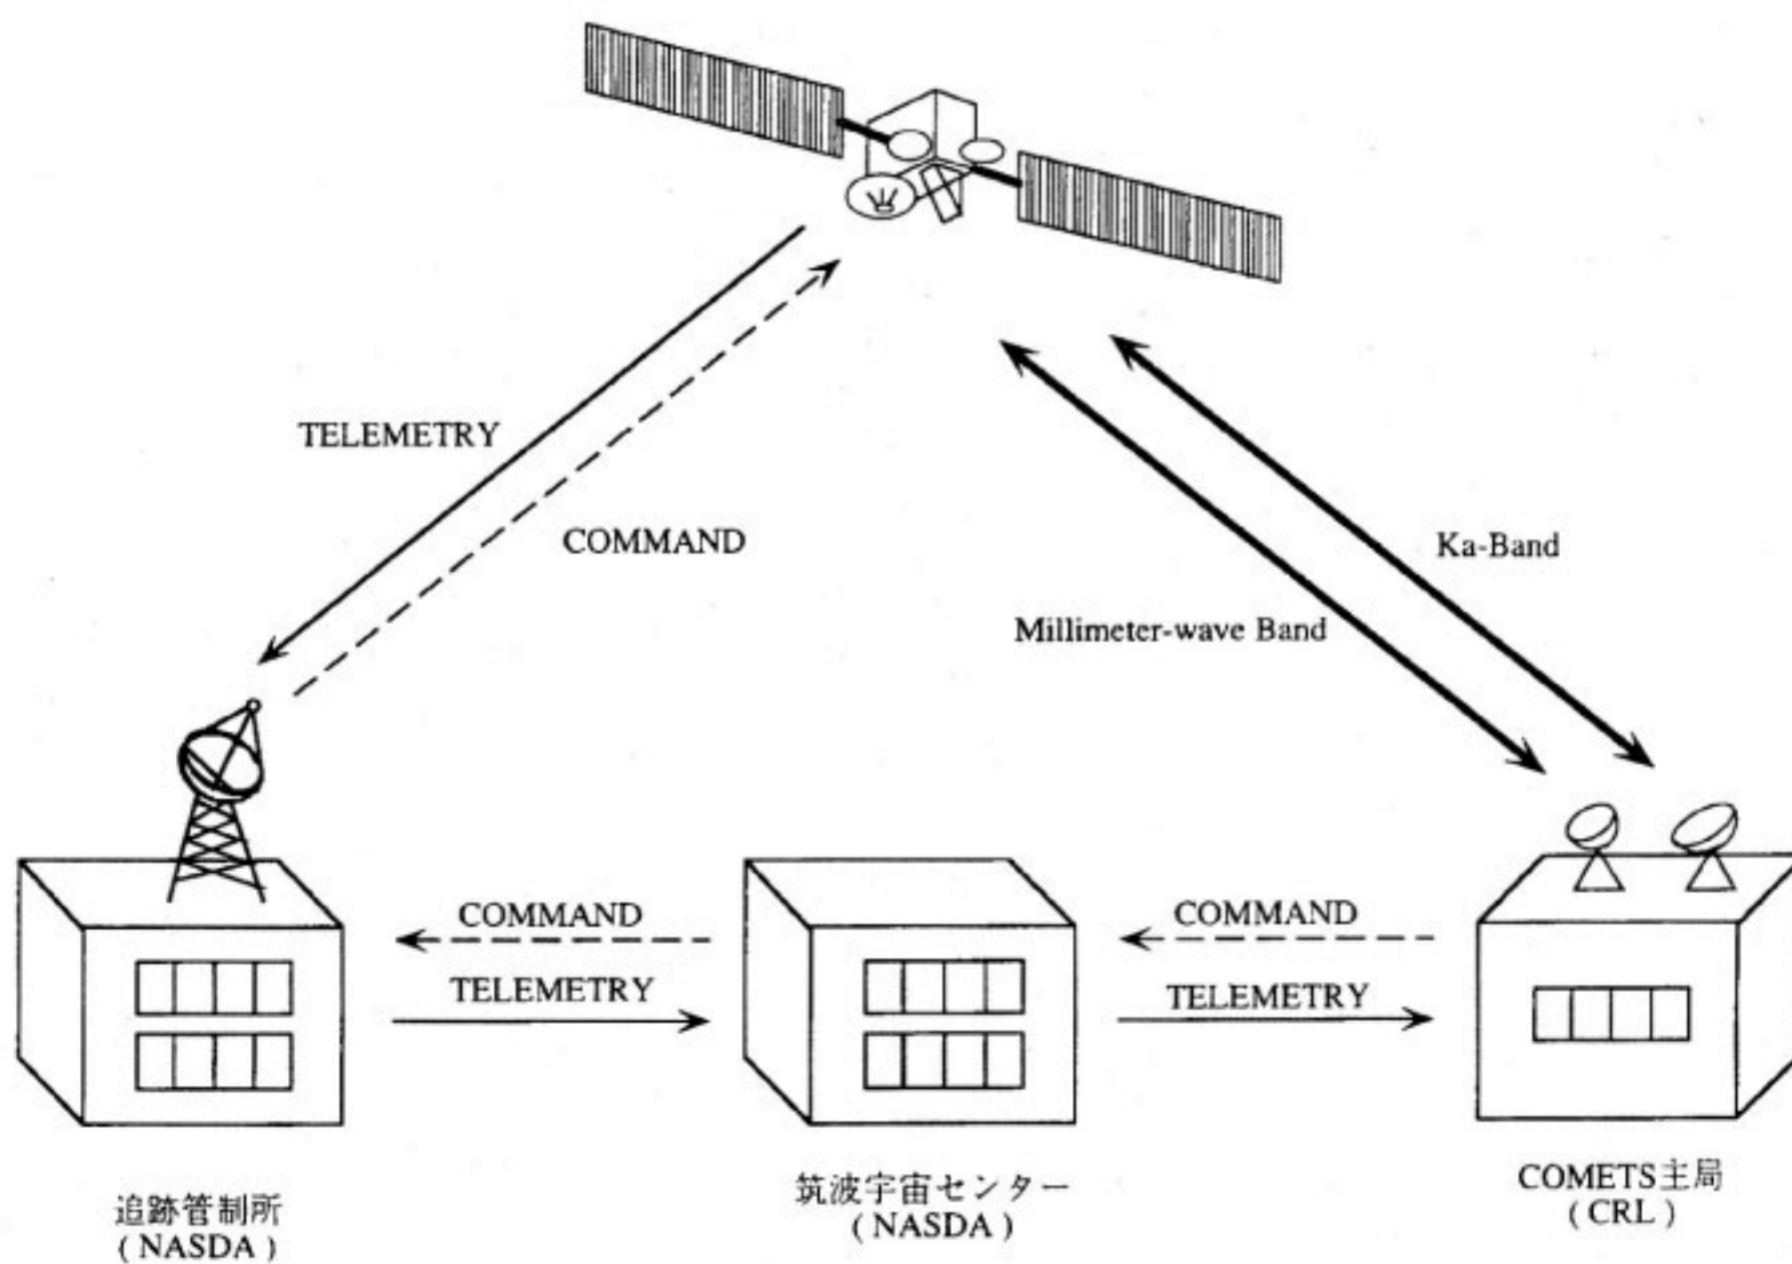 TELEMETRY
COMMAND
Ka-Band
Millimeter-wave Band
COMMAND
TELEMETRY
COMMAND
TELEMETRY
追跡管制所
(NASDA)
筑波宇宙センター
(NASDA)
COMETS主局
(CRL)